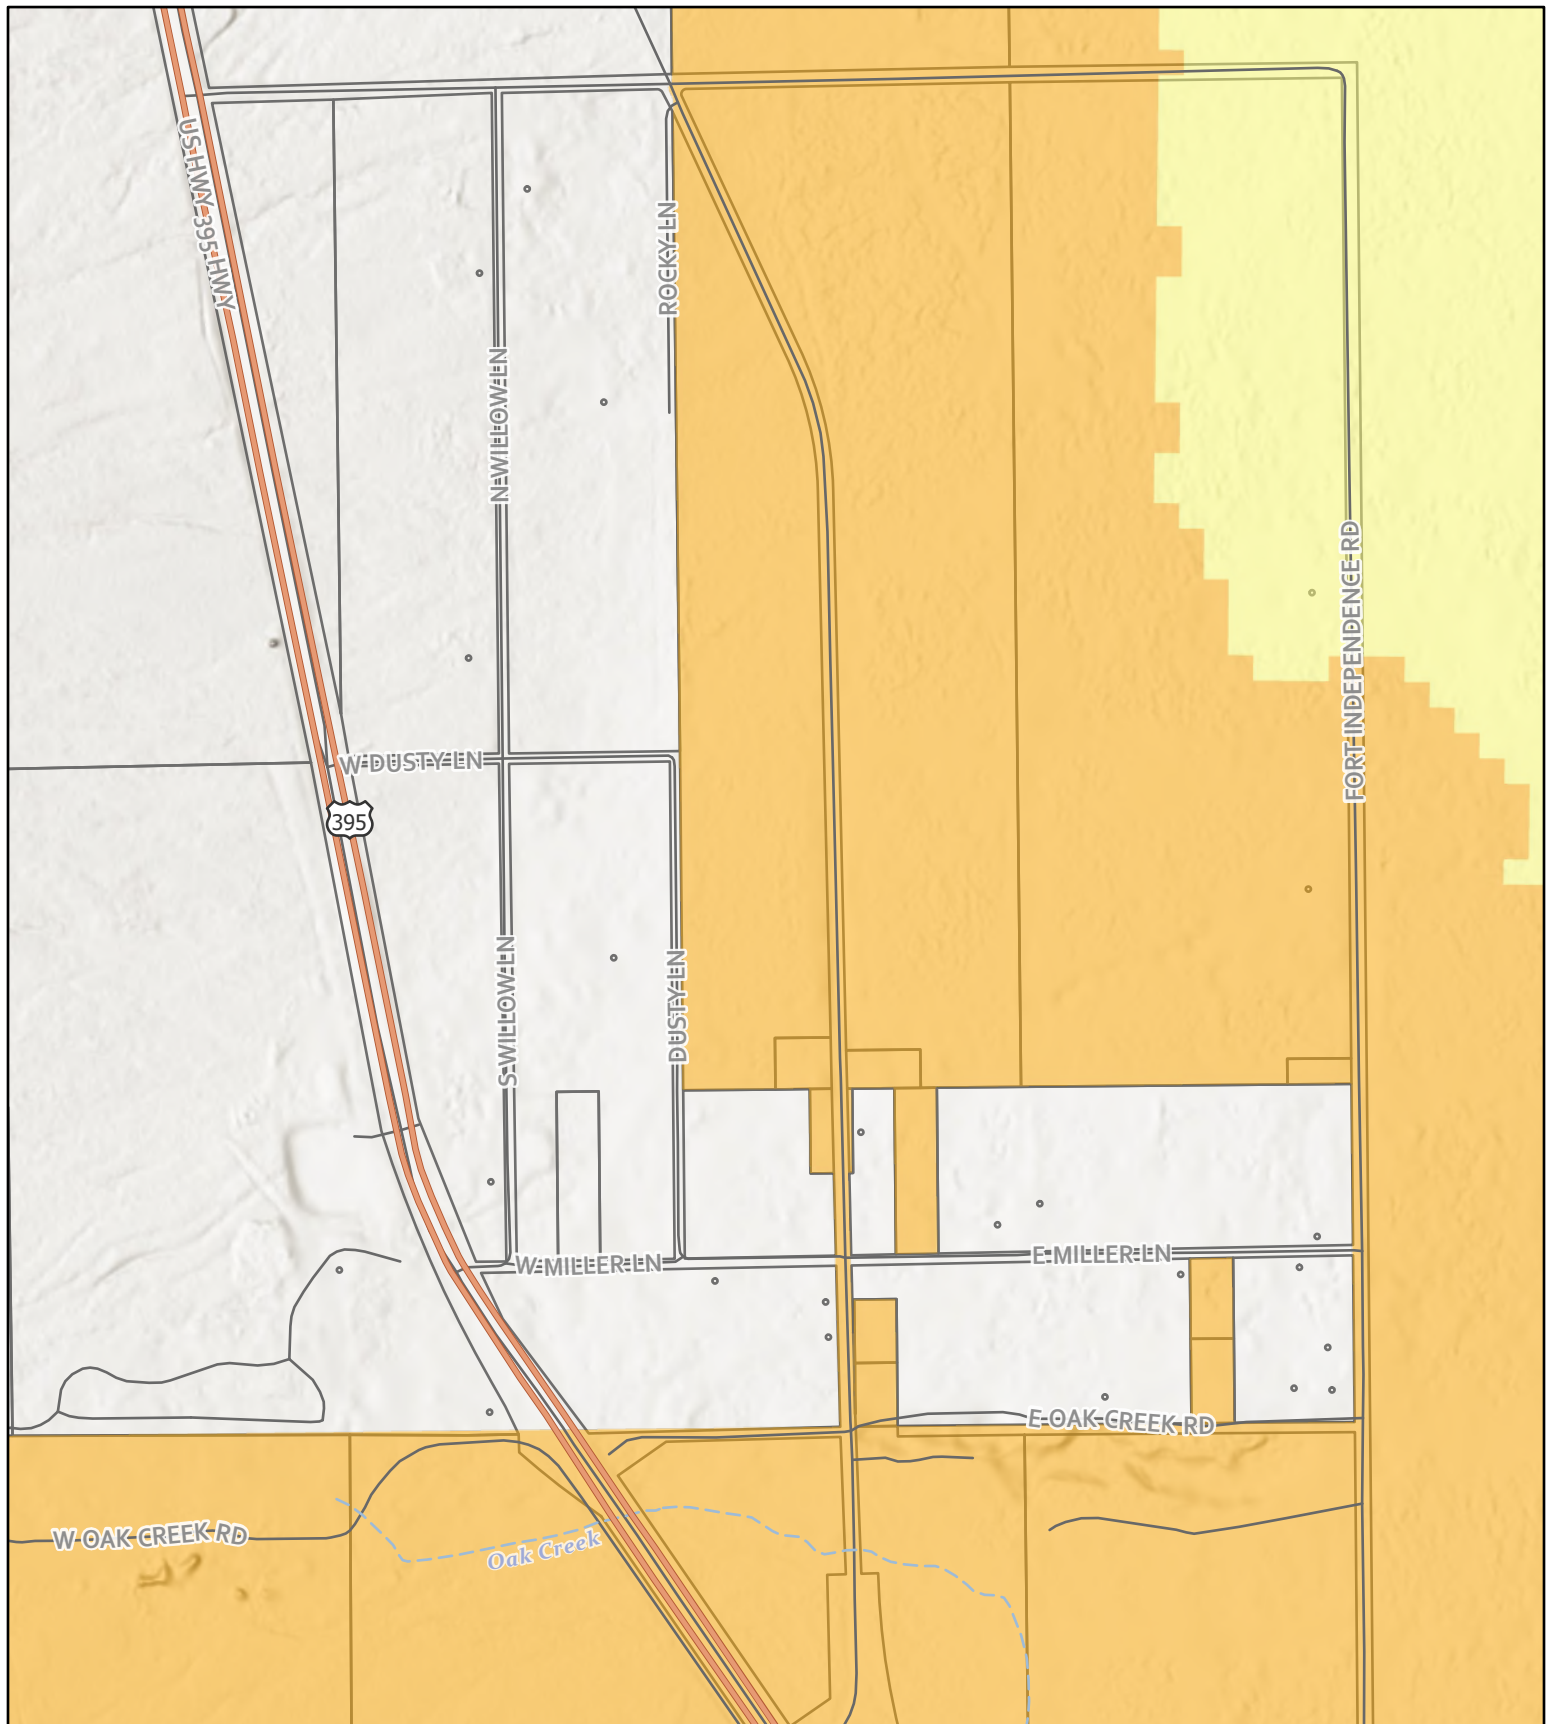 US HWY 395 HWY
ROCKY LN
N WILLOW LN
FORT INDEPENDENCE RD
W DUSTY LN
395
S WILLOW LN
DUSTY LN
W MILLER LN
E MILLER LN
E OAK CREEK RD
W OAK CREEK RD
Oak Creek